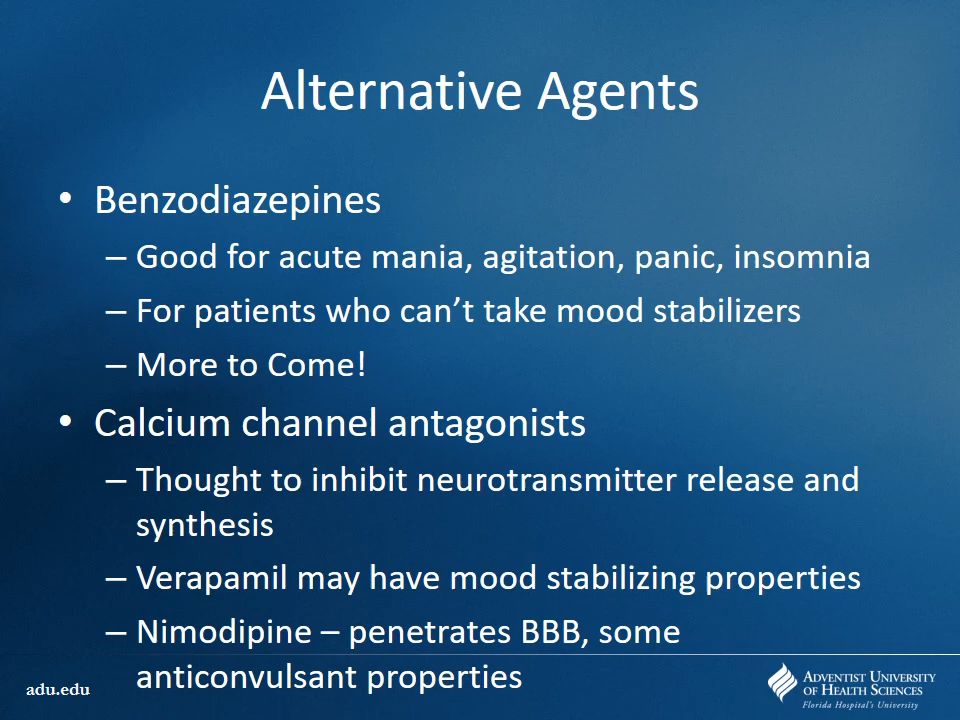 Alternative Agents
• Benzodiazepines
– Good for acute mania, agitation, panic, insomnia
– For patients who can’t take mood stabilizers
– More to Come!
• Calcium channel antagonists
– Thought to inhibit neurotransmitter release and
synthesis
– Verapamil may have mood stabilizing properties
– Nimodipine – penetrates BBB, some
anticonvulsant properties
adu.edu
ADVENTIST UNIVERSITY
OF HEALTH SCIENCES
Florida Hospital's University